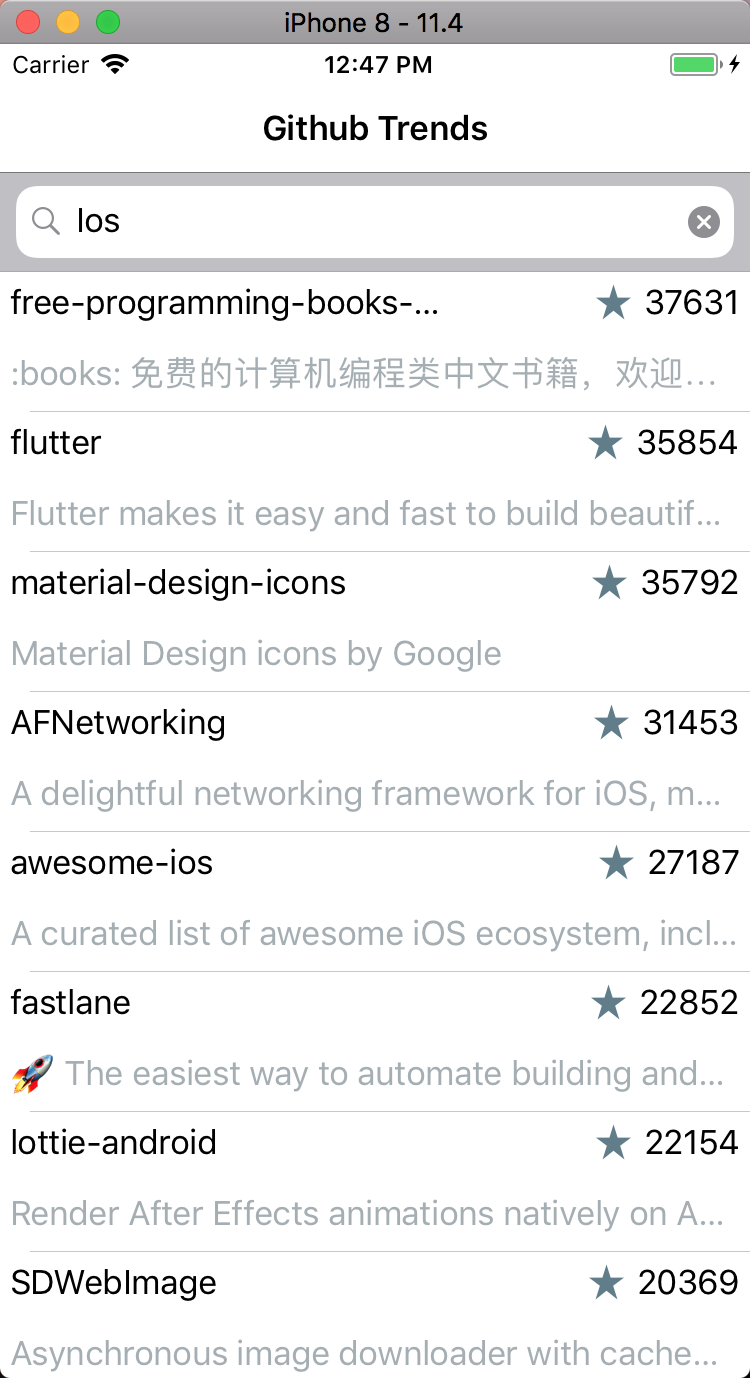 iPhone 8 - 11.4
Carrier 12:47 PM
Github Trends
Ios
free-programming-books-... ★ 37631
:books: 免费的计算机编程类中文书籍，欢迎...
flutter ★ 35854
Flutter makes it easy and fast to build beautif...
material-design-icons ★ 35792
Material Design icons by Google
AFNetworking ★ 31453
A delightful networking framework for iOS, m...
awesome-ios ★ 27187
A curated list of awesome iOS ecosystem, incl...
fastlane ★ 22852
🚀 The easiest way to automate building and...
lottie-android ★ 22154
Render After Effects animations natively on A...
SDWebImage ★ 20369
Asynchronous image downloader with cache...